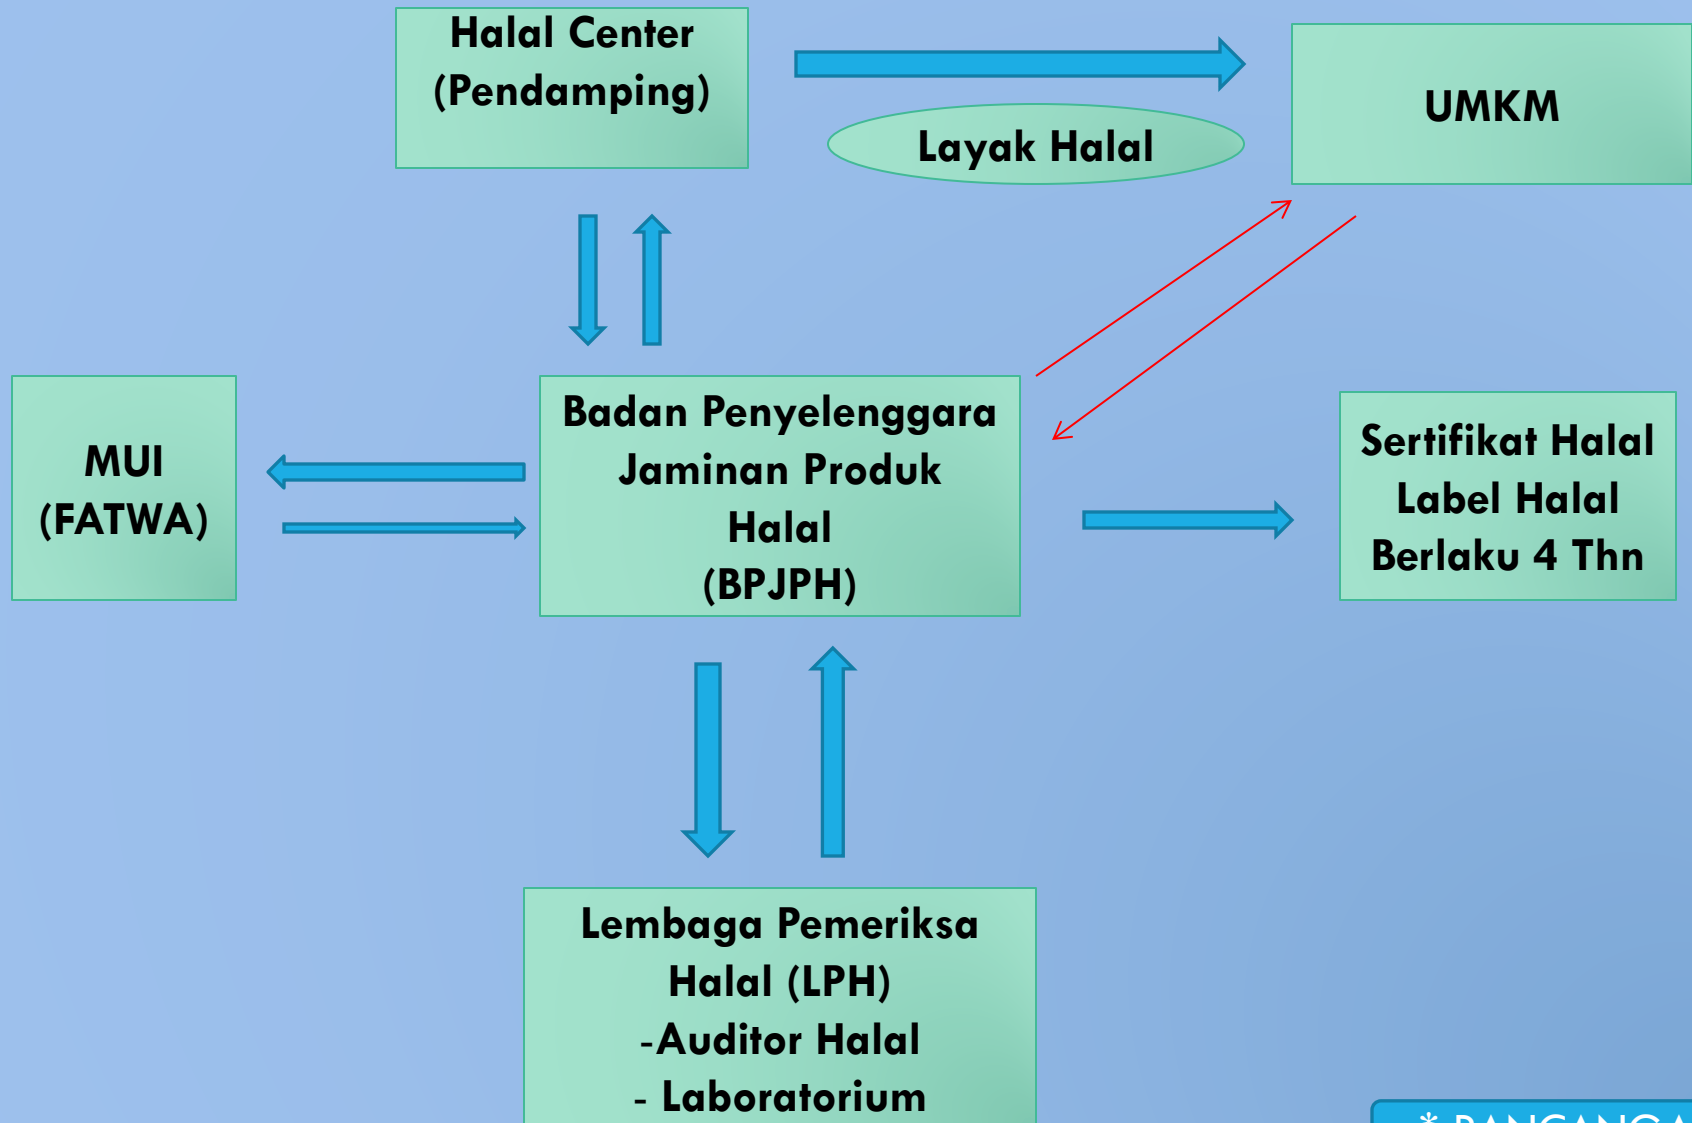 Halal Center
(Pendamping)
UMKM
Layak Halal
MUI
(FATWA)
Badan Penyelenggara
Jaminan Produk
Halal
(BPJPH)
Sertifikat Halal
Label Halal
Berlaku 4 Thn
Lembaga Pemeriksa
Halal (LPH)
-Auditor Halal
- Laboratorium
*